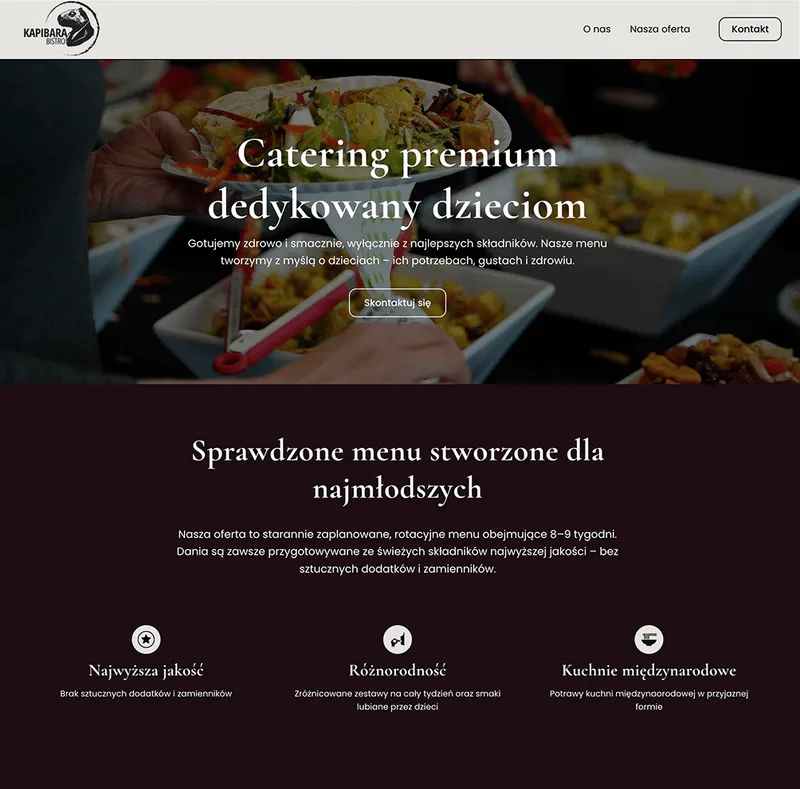 KAPIBARA
BISTRO
O nas
Nasza oferta
Kontakt
Catering premium
dedykowany dzieciom
Gotujemy zdrowo i smacznie, wyłącznie z najlepszych składników. Nasze menu
tworzymy z myślą o dzieciach – ich potrzebach, gustach i zdrowiu.
Skontaktuj się
Sprawdzone menu stworzone dla
najmłodszych
Nasza oferta to starannie zaplanowane, rotacyjne menu obejmujące 8–9 tygodni.
Dania są zawsze przygotowywane ze świeżych składników najwyższej jakości – bez
sztucznych dodatków i zamienników.
Najwyższa jakość
Brak sztucznych dodatków i zamienników
Różnorodność
Zróżnicowane zestawy na cały tydzień oraz smaki
lubiane przez dzieci
Kuchnie międzynarodowe
Potrawy kuchni międzynaorodowej w przyjaznej
formie